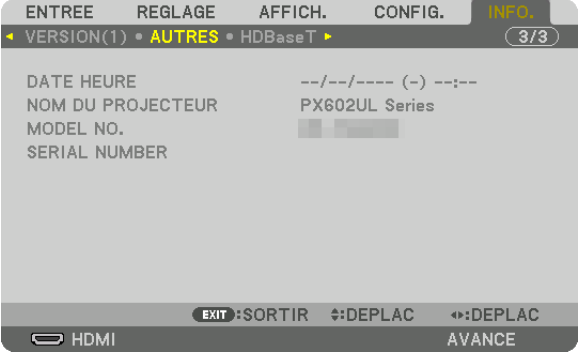 ENTREE REGLAGE AFFICH. CONFIG. INFO.
VERSION(1) • AUTRES • HDBaseT 3/3
DATE HEURE --/--/---- (-) --:--
NOM DU PROJECTEUR PX602UL Series
MODEL NO.
SERIAL NUMBER
EXIT :SORTIR :DEPLAC :DEPLAC
HDMI AVANCE